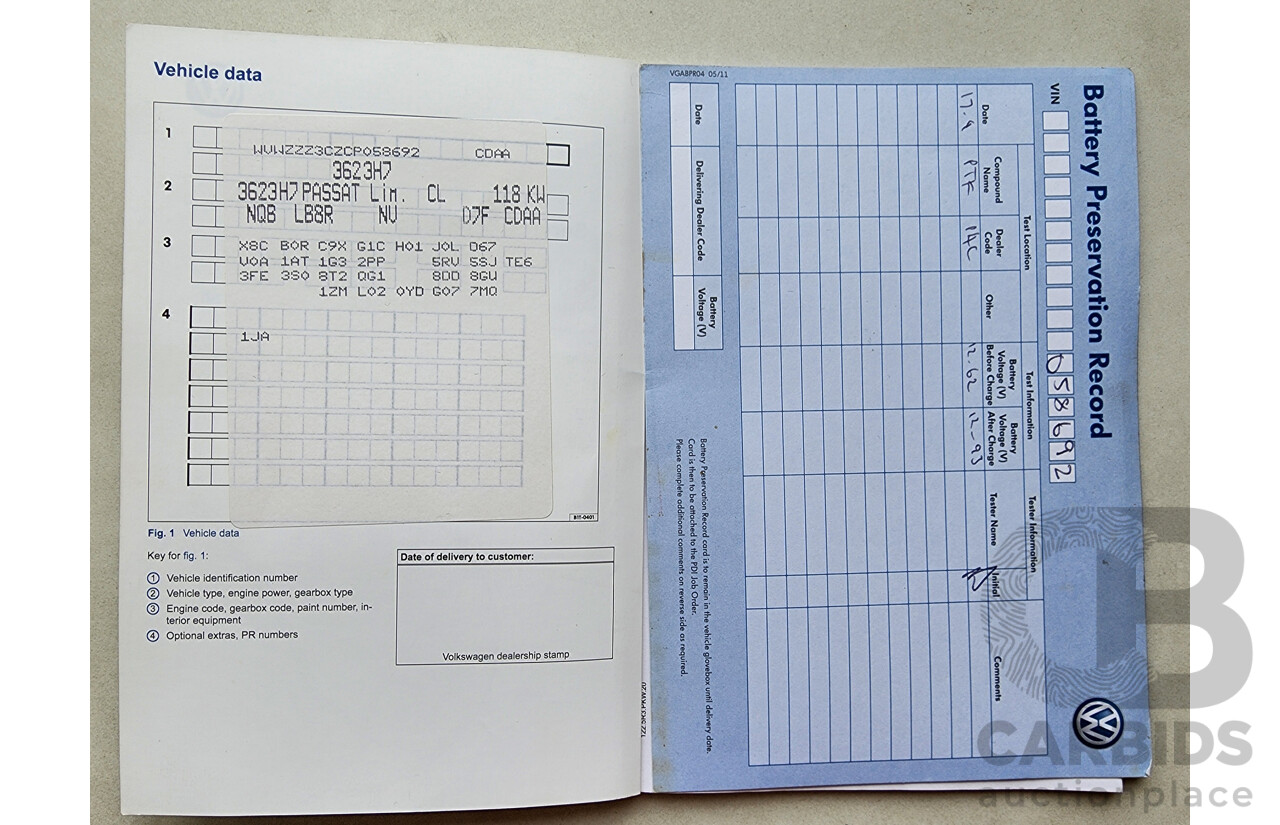 Vehicle data
1
WVWZZZ3CZCP058692 CDAA
3623H7
2
3623H7 PASSAT Lim. CL 118 KW
NQB LB8R NV D7F CDAA
3
X8C B0R C9X G1C H01 J0L D67
V0A 1AT 1G3 2PP 5RV 5SJ TE6
3FE 3S0 8T2 QG1 8DD 8GU
1ZM L02 0YD G07 7MQ
4
1JA
B1T-0401
Fig. 1 Vehicle data
Key for fig. 1:
1 Vehicle identification number
2 Vehicle type, engine power, gearbox type
3 Engine code, gearbox code, paint number, in-
terior equipment
4 Optional extras, PR numbers
Date of delivery to customer:
Volkswagen dealership stamp
Battery Preservation Record
VIN 058692
Test Location Test Information Tester Information
Date Compound Name Dealer Code Other Battery Voltage (V) Before Charge Battery Voltage (V) After Charge Tester Name Initial Comments
17.9 PTK 14C 12.62 12-93
Date Delivering Dealer Code Battery Voltage (V)
Battery Preservation Record card is to remain in the vehicle glovebox until delivery date.
Card is then to be attached to the PDI Job Order.
Please complete additional comments on reverse side as required.
VGABPR04 05/11
CARBIDS
auctionplace